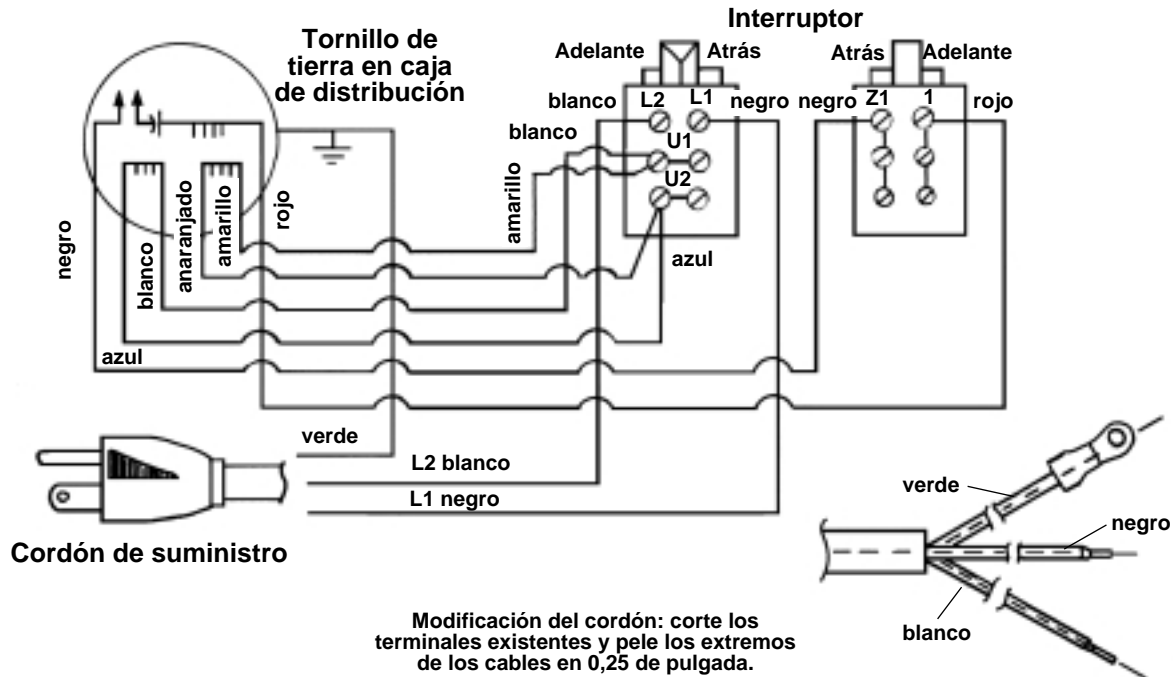 Interruptor
Tornillo de
tierra en caja
de distribución
Adelante Atrás
Atrás Adelante
blanco L2 L1 negro
negro Z1 1 rojo
blanco
U1
U2
amarillo
azul
negro
blanco
anaranjado
amarillo
rojo
azul
verde
L2 blanco
L1 negro
Cordón de suministro
verde
negro
blanco
Modificación del cordón: corte los
terminales existentes y pele los extremos
de los cables en 0,25 de pulgada.